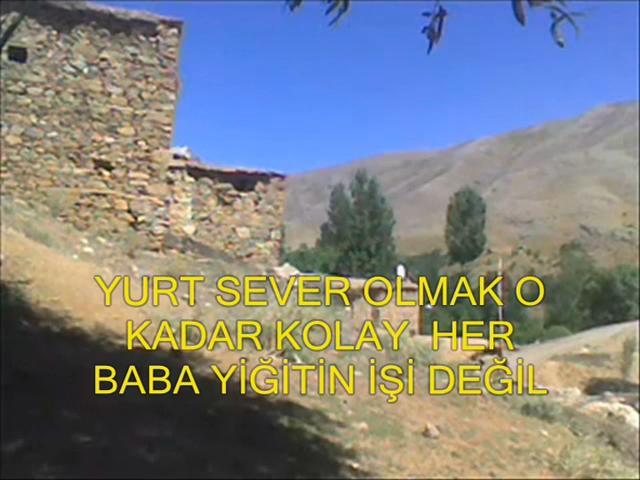 YURT SEVER OLMAK O
KADAR KOLAY HER
BABA YİĞİTİN İŞİ DEĞİL